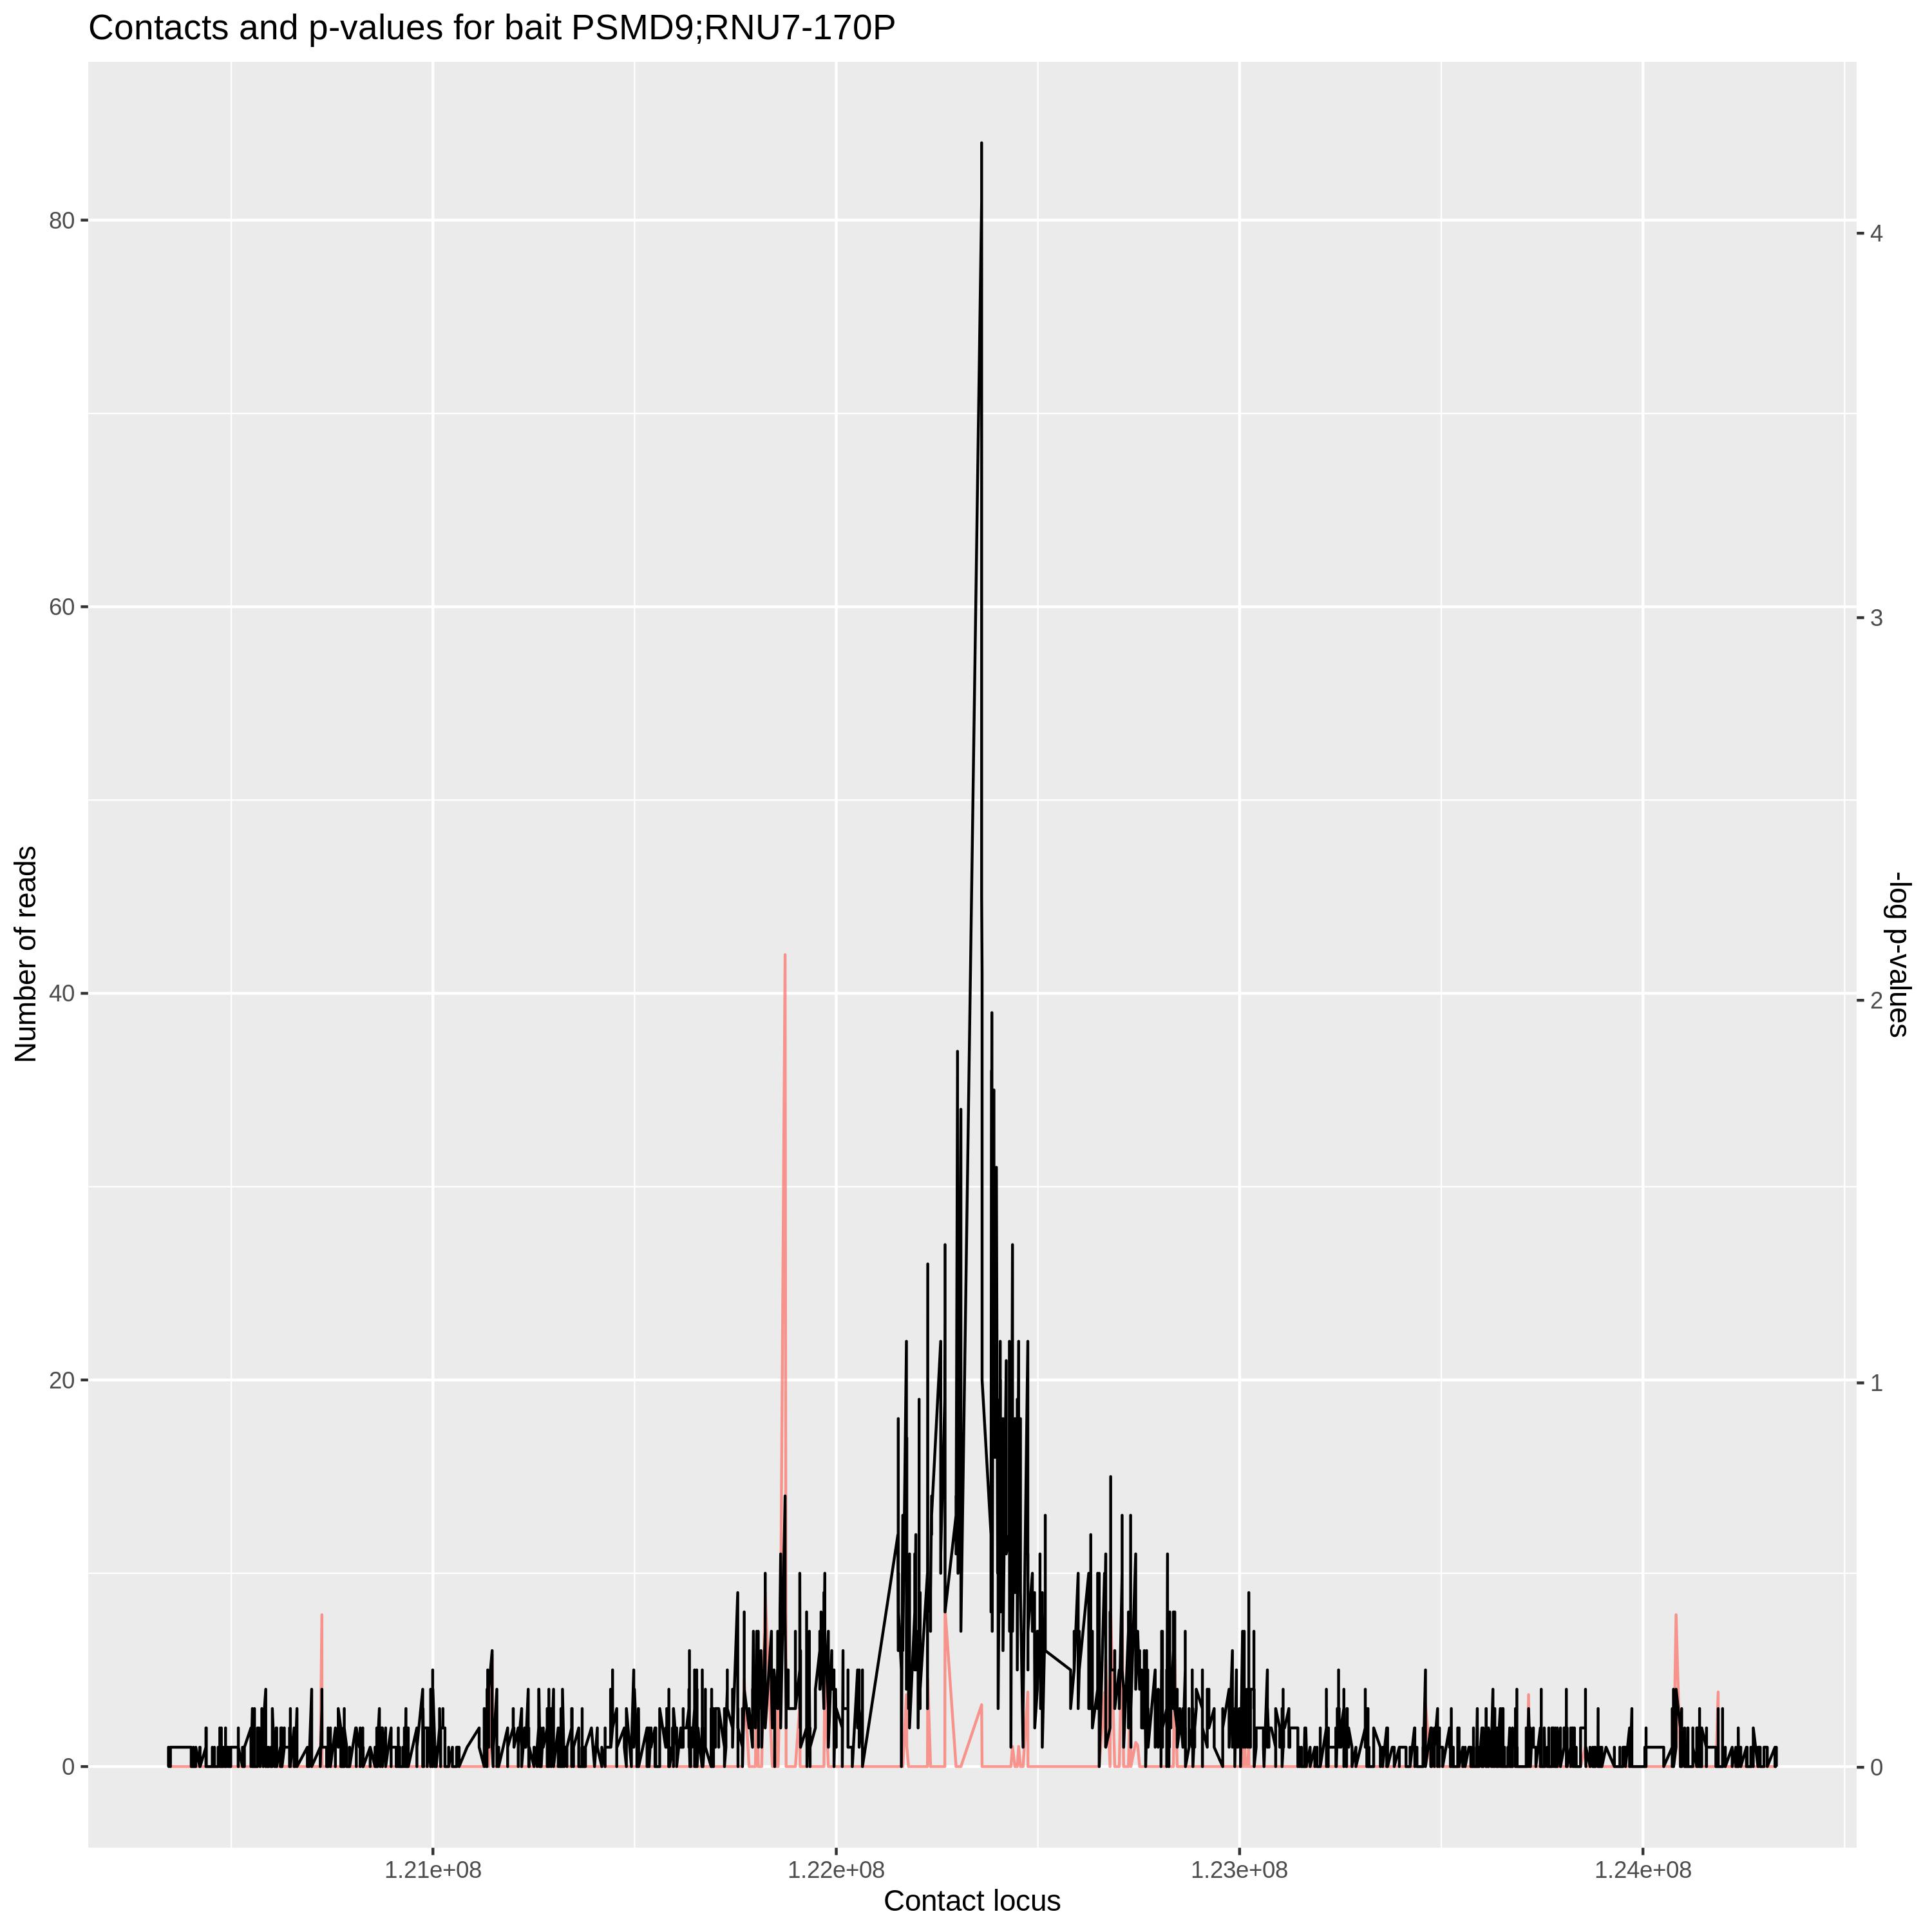 Contacts and p-values for bait PSMD9;RNU7-170P
Number of reads
80
60
40
20
0
4
3
2
1
0
-log p-values
1.21e+08
1.22e+08
1.23e+08
1.24e+08
Contact locus